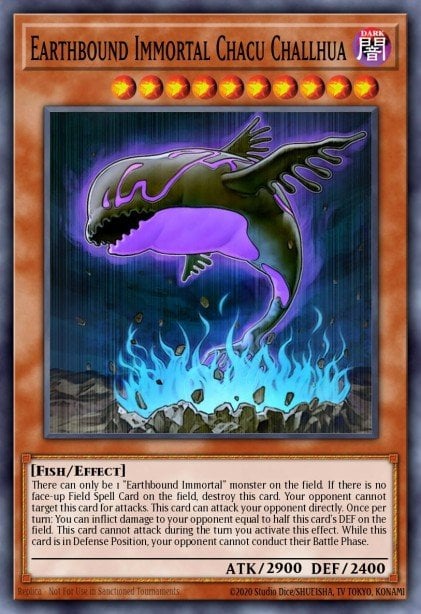 Earthbound Immortal Chacu Challhua
DARK
闇
[Fish/Effect]
There can only be 1 "Earthbound Immortal" monster on the field. If there is no
face-up Field Spell Card on the field, destroy this card. Your opponent cannot
target this card for attacks. This card can attack your opponent directly. Once per
turn: You can inflict damage to your opponent equal to half this card's DEF on
the field. This card cannot attack during the turn you activate this effect. While this
card is in Defense Position, your opponent cannot conduct their Battle Phase.
ATK/2900 DEF/2400
Replica - Not For Use in Sanctioned Tournaments
©2020 Studio Dice/SHUEISHA, TV TOKYO, KONAMI